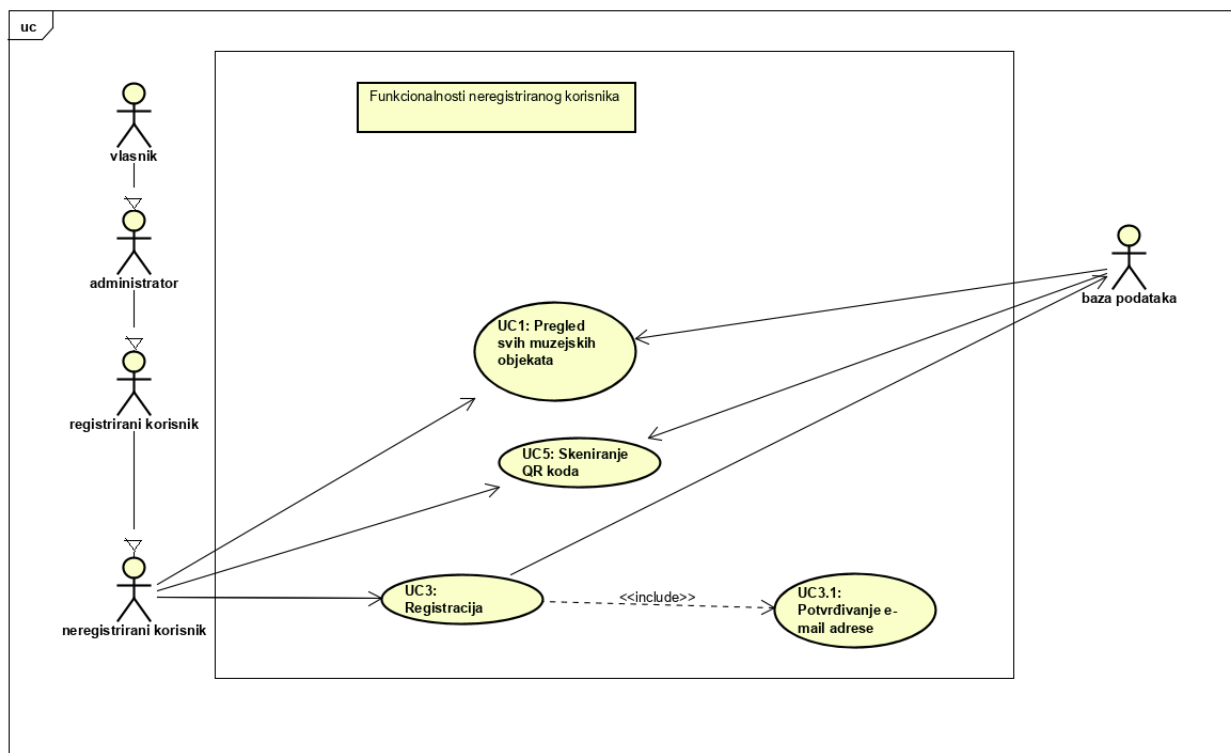 uc
Funkcionalnosti neregistriranog korisnika
vlasnik
administrator
baza podataka
UC1: Pregled
svih muzejskih
objekata
registrirani korisnik
UC5: Skeniranje
QR koda
UC3:
Registracija
<<include>>
UC3.1:
Potvrđivanje e-
mail adrese
neregistrirani korisnik